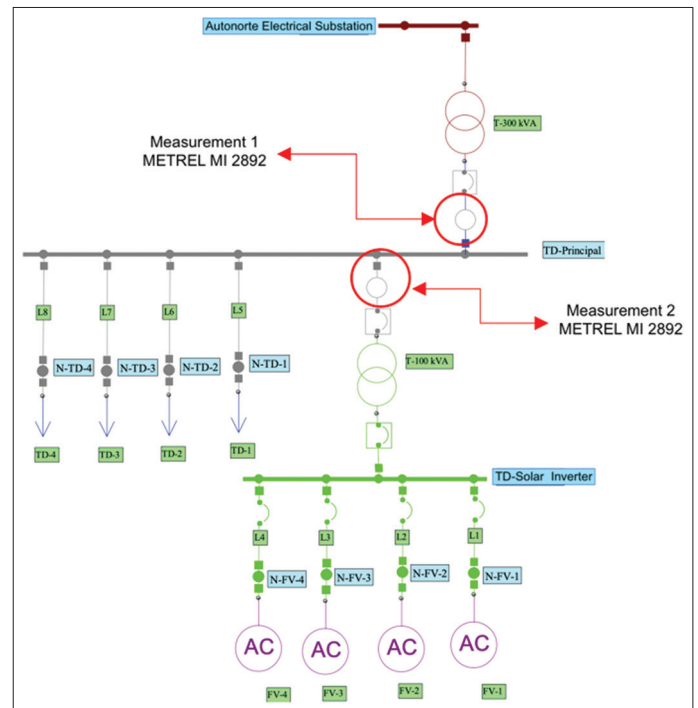 Autonorte Electrical Substation
T-300 kVA
Measurement 1
METREL MI 2892
TD-Principal
L8
L7
L6
L5
Measurement 2
METREL MI 2892
N-TD-4
N-TD-3
N-TD-2
N-TD-1
T-100 kVA
TD-4
TD-3
TD-2
TD-1
TD-Solar Inverter
L4
L3
L2
L1
N-FV-4
N-FV-3
N-FV-2
N-FV-1
AC
AC
AC
AC
FV-4
FV-3
FV-2
FV-1